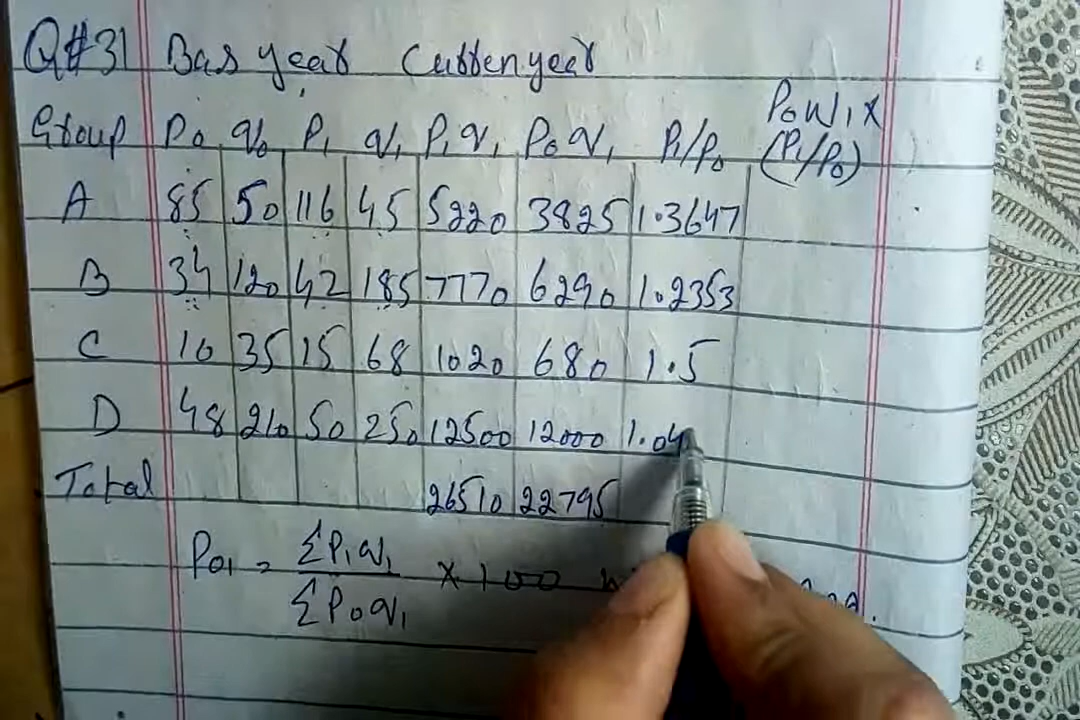 Q#31 Bas year Curren year
P₀W₁×
Group P₀ q₀ P₁ q₁ P₁q₁ P₀q₁ P₁/P₀ (P₁/P₀)
A 85 50 116 45 5220 3825 1.3647
B 34 120 42 185 7770 6290 1.2353
C 10 35 15 68 1020 680 1.5
D 48 210 50 250 12500 12000 1.04
Total 26510 22795
P₀₁ = ΣP₁q₁ / ΣP₀q₁ × 100